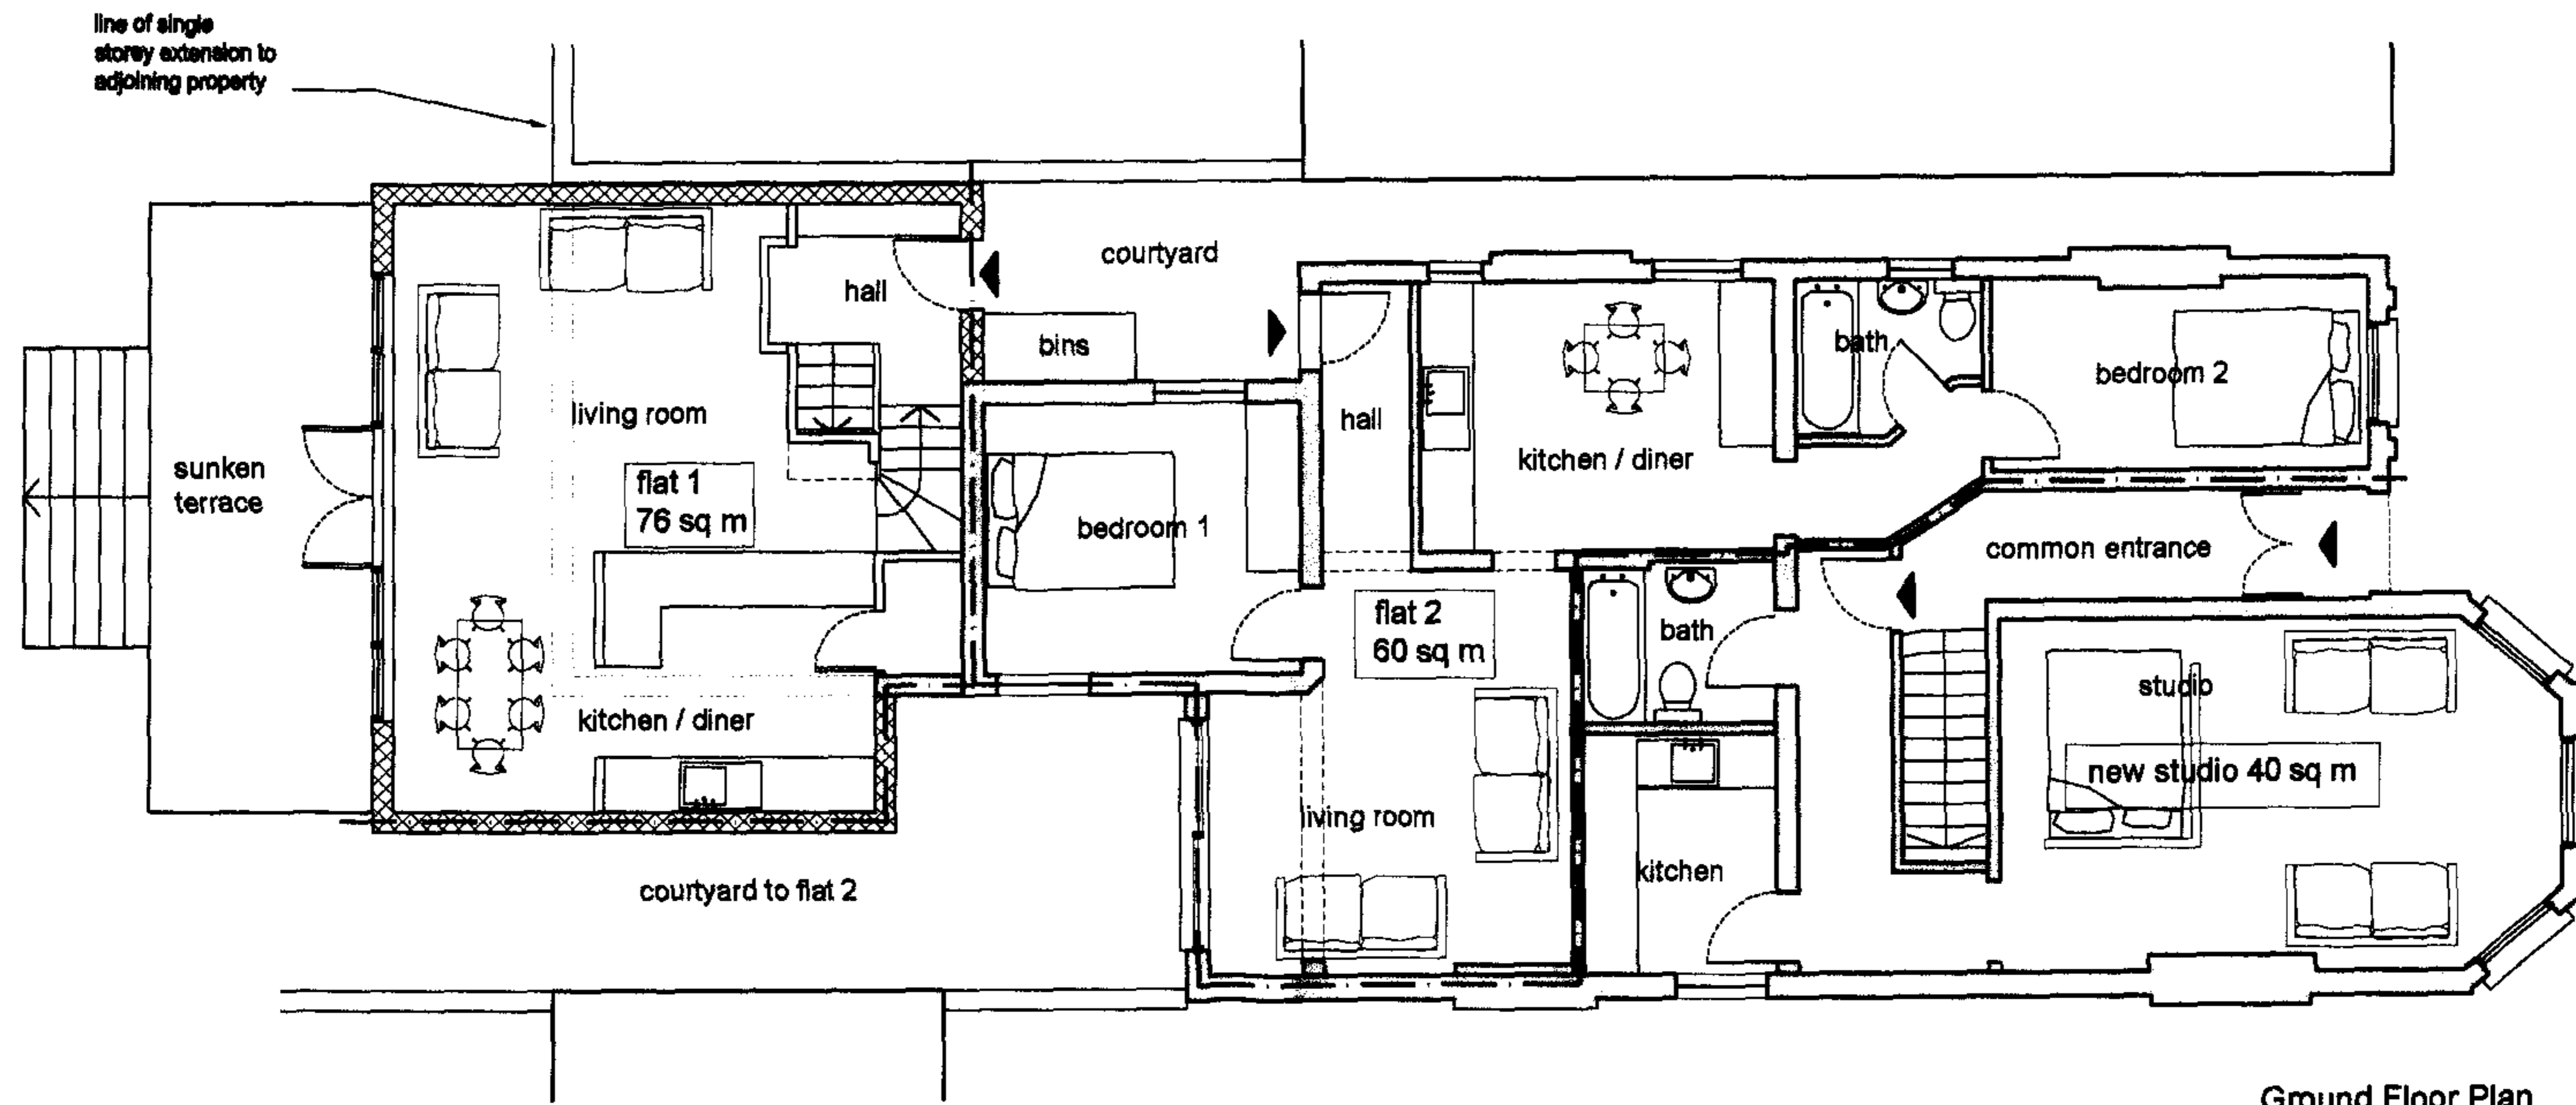 line of single
storey extension to
adjoining property
courtyard
hall
bins
bath
bedroom 2
living room
hall
kitchen / diner
sunken
terrace
flat 1
76 sq m
bedroom 1
common entrance
flat 2
60 sq m
bath
studio
kitchen / diner
new studio 40 sq m
living room
kitchen
courtyard to flat 2
Ground Floor Plan